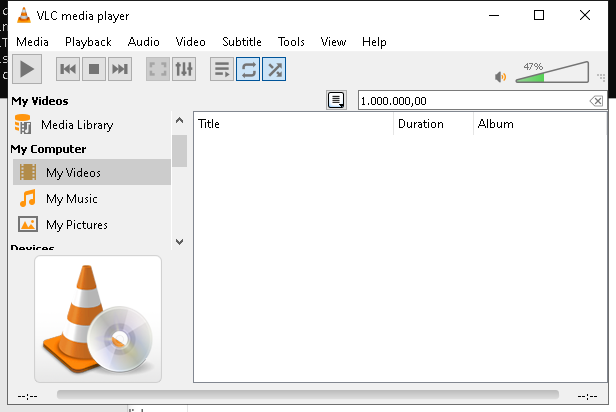 VLC media player
Media Playback Audio Video Subtitle Tools View Help
47%
My Videos
1.000.000,00
Media Library
Title Duration Album
My Computer
My Videos
My Music
My Pictures
Devices
--:-- --:--